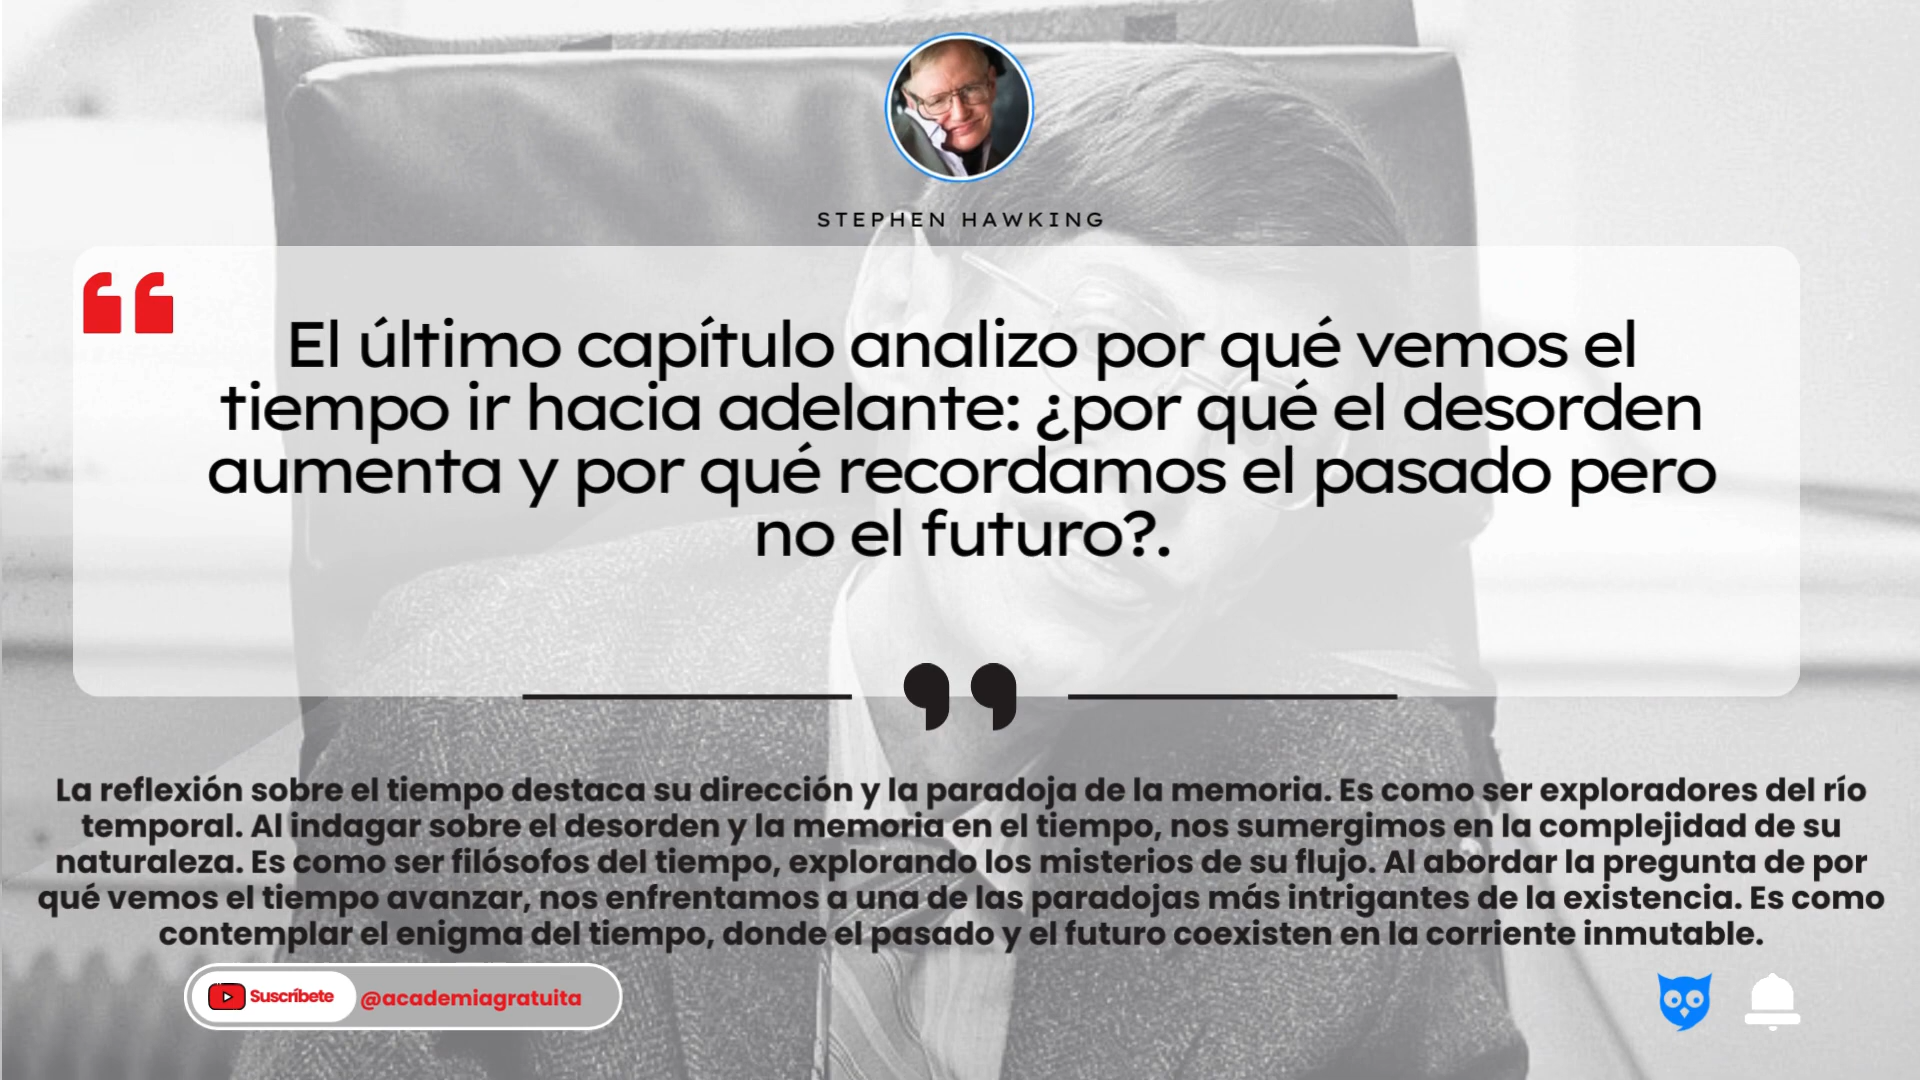 STEPHEN HAWKING
El último capítulo analizo por qué vemos el
tiempo ir hacia adelante: ¿por qué el desorden
aumenta y por qué recordamos el pasado pero
no el futuro?.
La reflexión sobre el tiempo destaca su dirección y la paradoja de la memoria. Es como ser exploradores del río
temporal. Al indagar sobre el desorden y la memoria en el tiempo, nos sumergimos en la complejidad de su
naturaleza. Es como ser filósofos del tiempo, explorando los misterios de su flujo. Al abordar la pregunta de por
qué vemos el tiempo avanzar, nos enfrentamos a una de las paradojas más intrigantes de la existencia. Es como
contemplar el enigma del tiempo, donde el pasado y el futuro coexisten en la corriente inmutable.
Suscríbete @academiagratuita